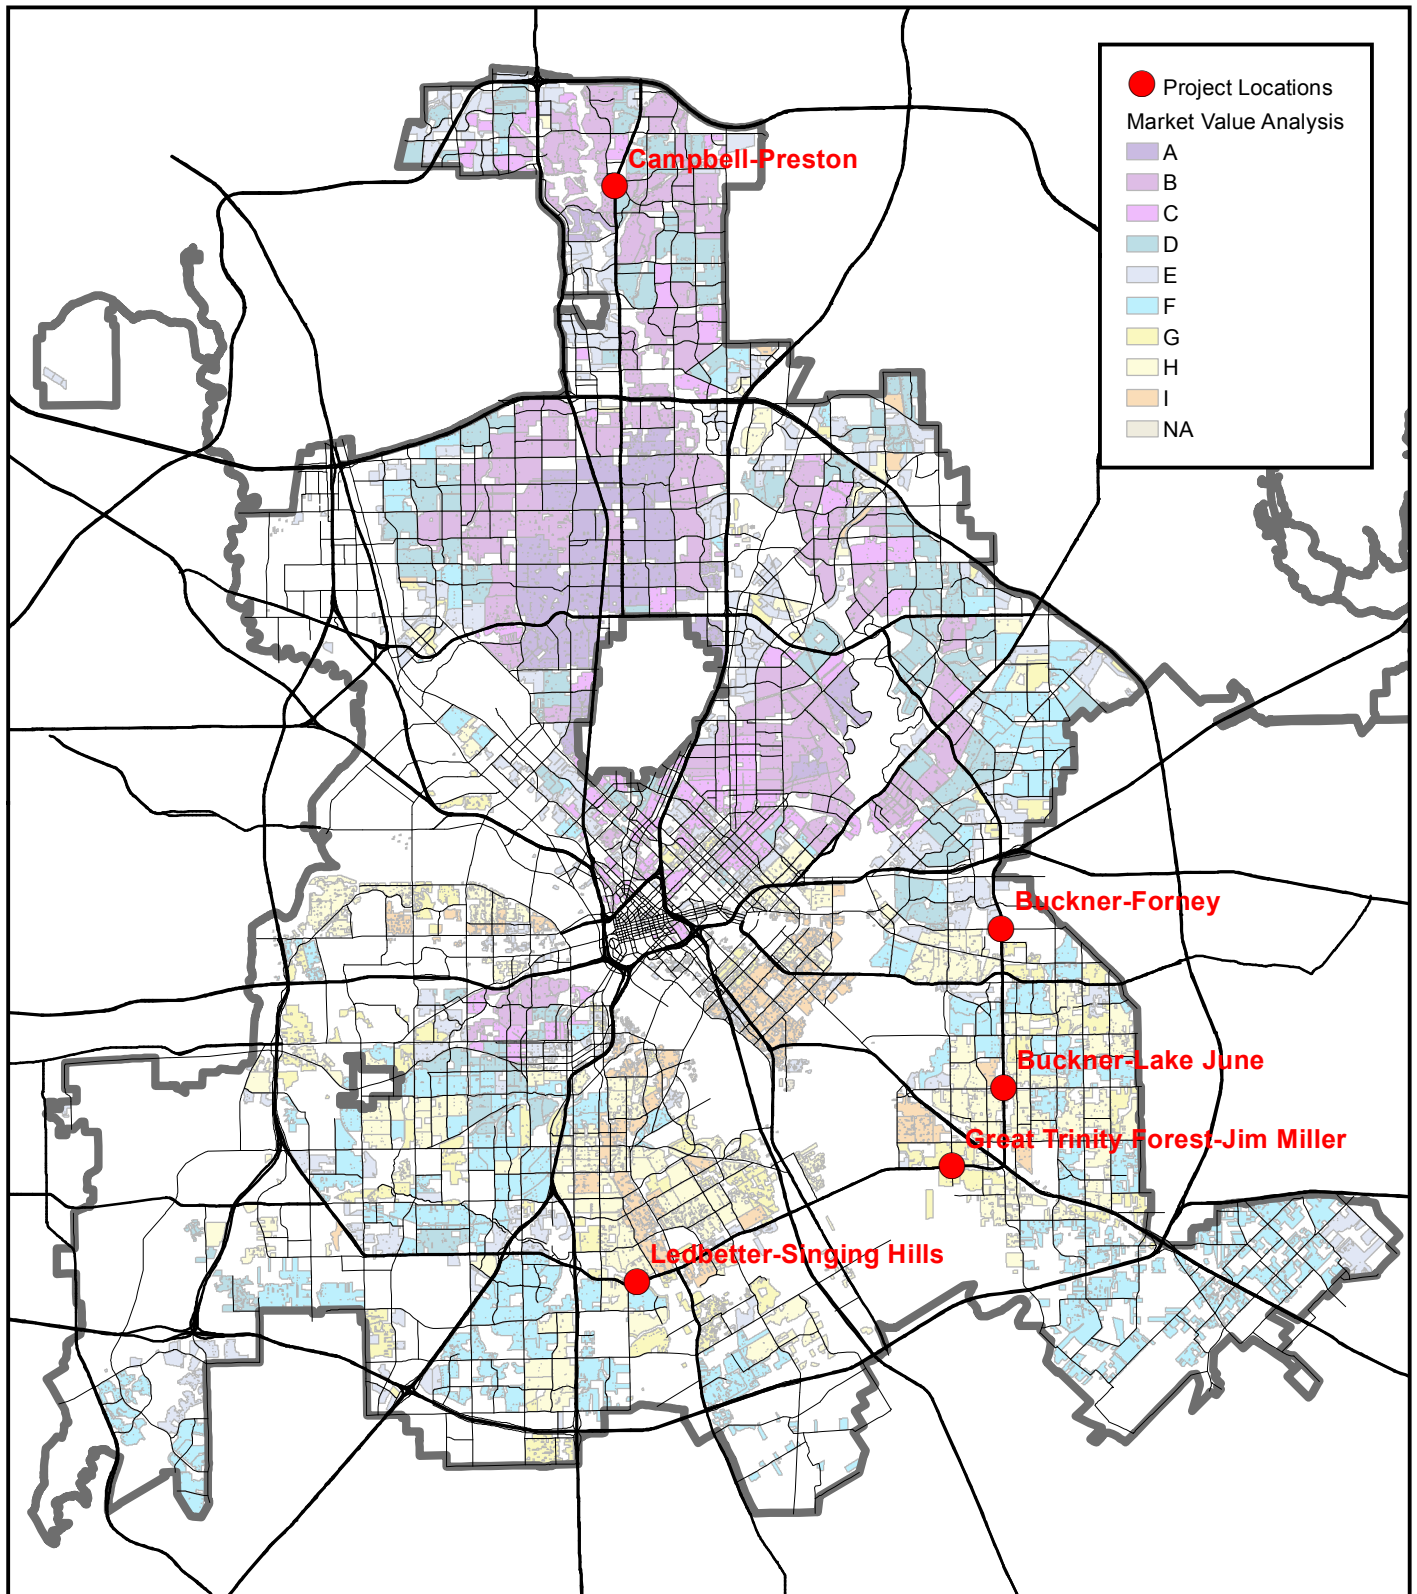 Project Locations
Market Value Analysis
A
B
C
D
E
F
G
H
I
NA
Campbell-Preston
Buckner-Forney
Buckner-Lake June
Great Trinity Forest-Jim Miller
Ledbetter-Singing Hills